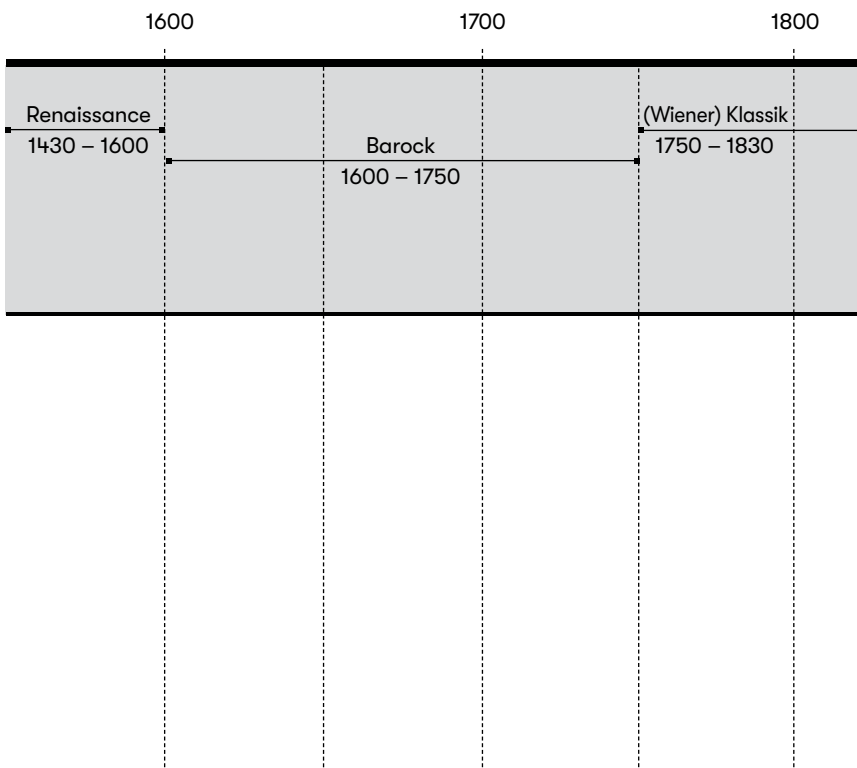 1600 1700 1800
Renaissance
1430 – 1600
Barock
1600 – 1750
(Wiener) Klassik
1750 – 1830